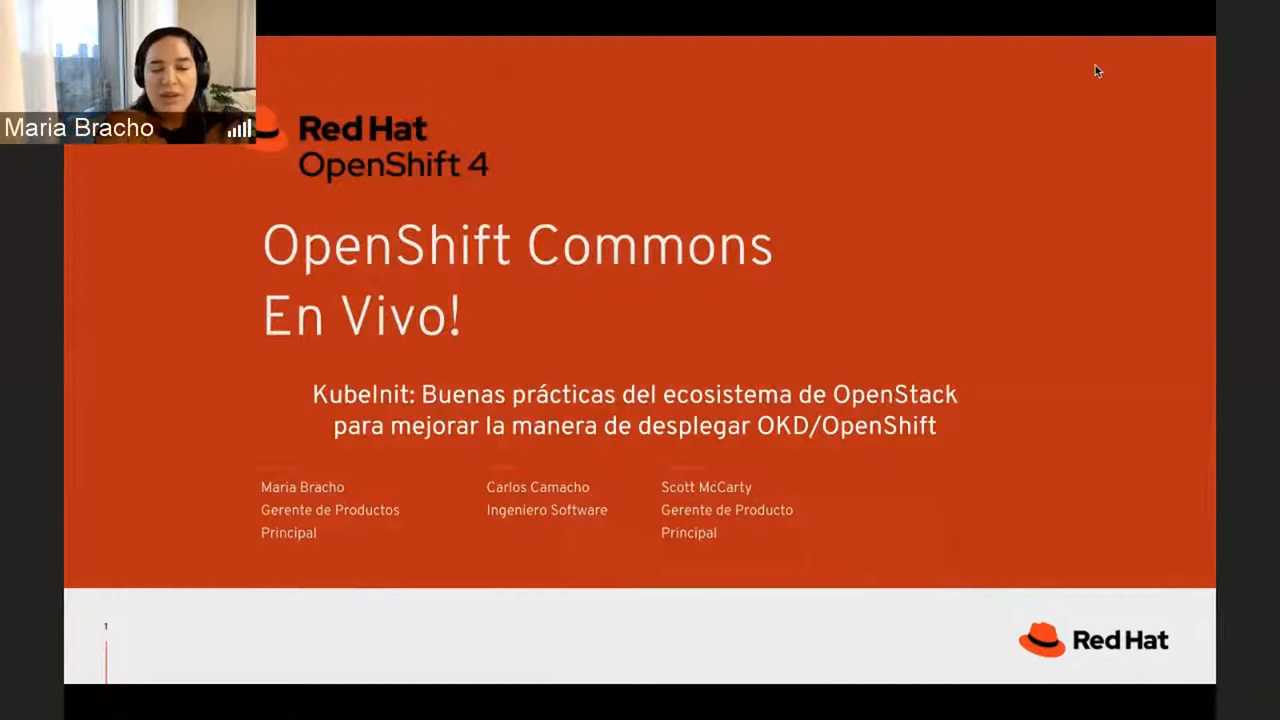 Maria Bracho
Red Hat
OpenShift 4
OpenShift Commons
En Vivo!
KubeInit: Buenas prácticas del ecosistema de OpenStack
para mejorar la manera de desplegar OKD/OpenShift
Maria Bracho
Gerente de Productos
Principal
Carlos Camacho
Ingeniero Software
Scott McCarty
Gerente de Producto
Principal
1
Red Hat